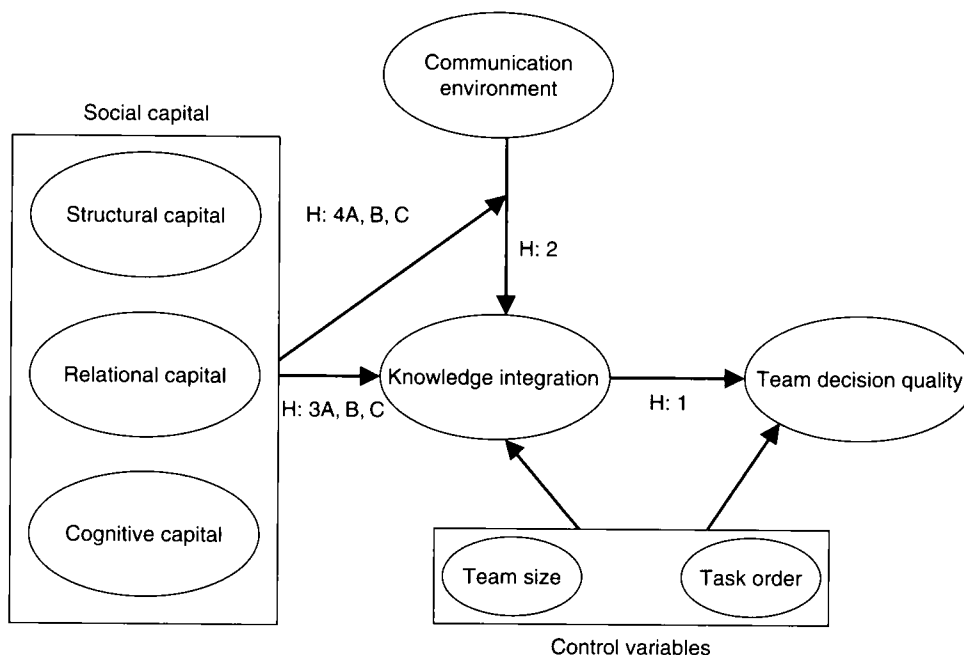 Communication
environment
Social capital
Structural capital
H: 4A, B, C
H: 2
Relational capital
Knowledge integration
Team decision quality
H: 3A, B, C
H: 1
Cognitive capital
Team size
Task order
Control variables